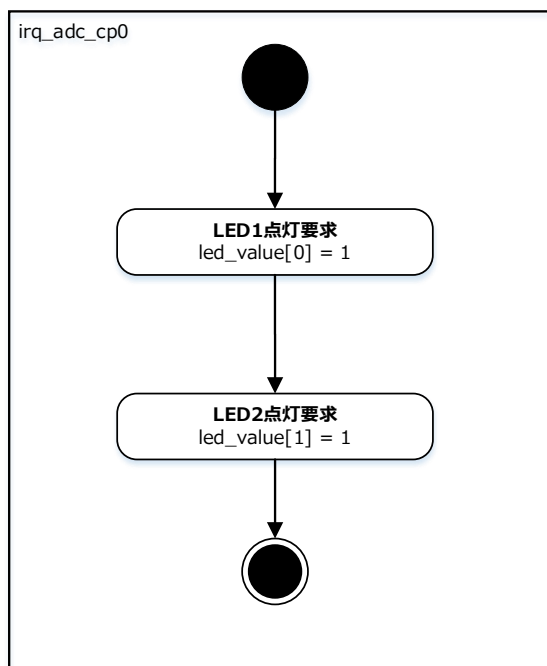 irq_adc_cp0
LED1点灯要求
led_value[0] = 1
LED2点灯要求
led_value[1] = 1